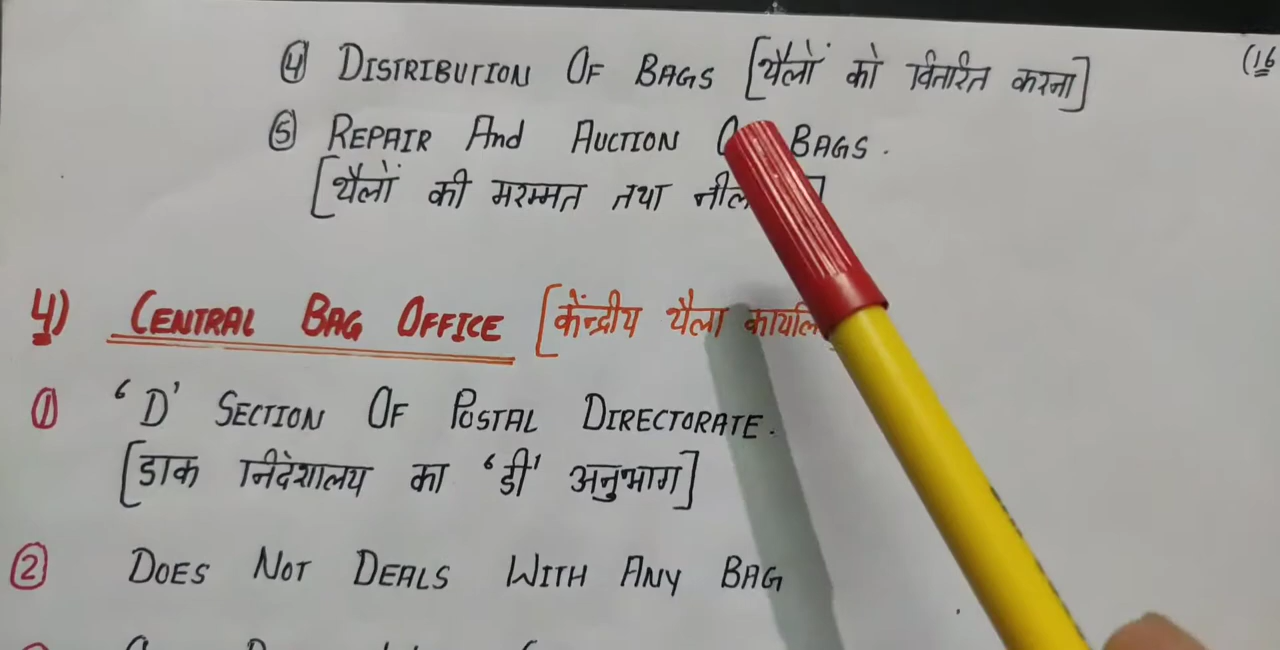 (16
④ DISTRIBUTION OF BAGS [थैलों को वितरित करना]
⑤ REPAIR And AUCTION BAGS.
[थैलों की मरम्मत तथा
4) CENTRAL BAG OFFICE [केंन्द्रीय थैला
① ‘D’ SECTION OF POSTAL DIRECTORATE.
[डाक निदेशालय का ‘डी’ अनुभाग]
② DOES NOT DEALS WITH ANY BAG